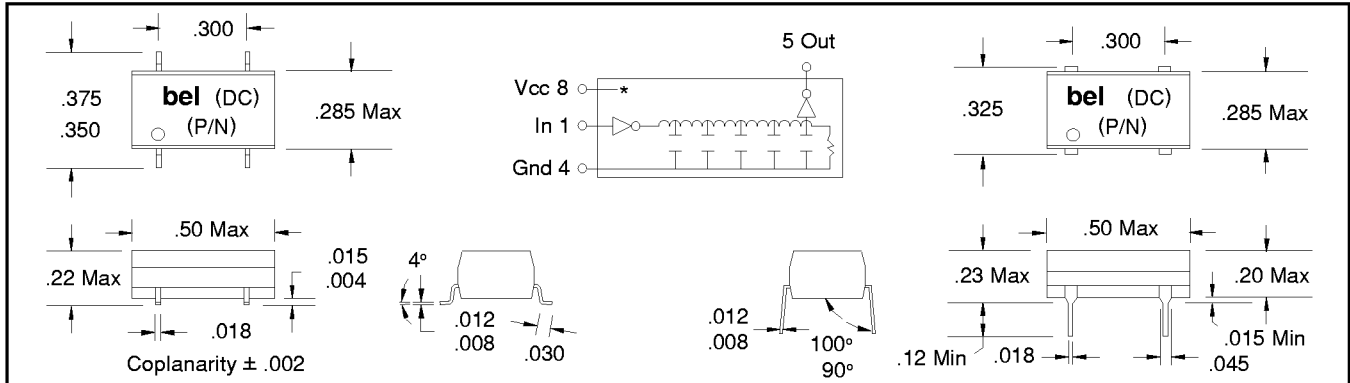 .300
.375
.350
bel (DC)
(P/N)
.285 Max
5 Out
Vcc 8
*
In 1
Gnd 4
.300
.325
bel (DC)
(P/N)
.285 Max
.50 Max
.22 Max
.015
.004
.018
Coplanarity ± .002
4°
.012
.008
.030
.012
.008
100°
90°
.50 Max
.23 Max
.20 Max
.12 Min
.018
.015 Min
.045